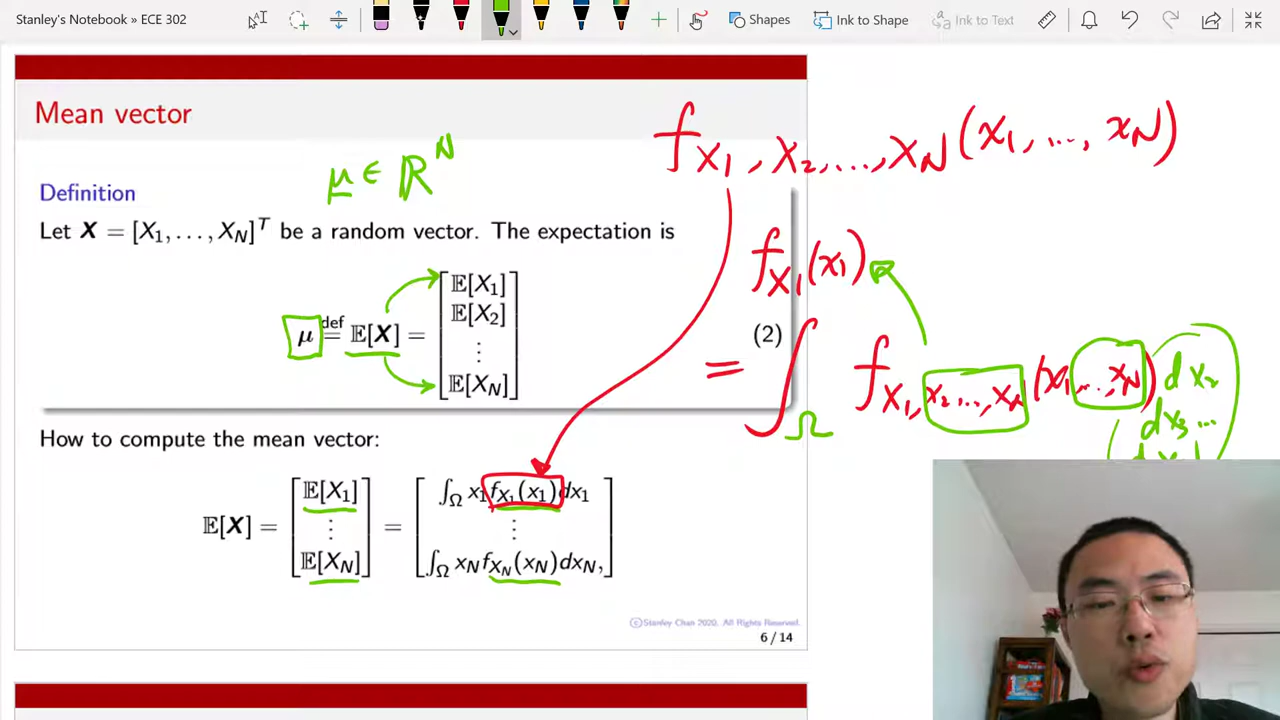 Stanley's Notebook » ECE 302
Shapes
Ink to Shape
Ink to Text
Mean vector
f_{X_1, X_2, ..., X_N}(x_1, ..., x_N)
μ ∈ ℝ^N
Definition
Let X = [X_1, . . . , X_N]^T be a random vector. The expectation is
f_{X_1}(x_1)
μ def= 𝔼[X] = [𝔼[X_1] 𝔼[X_2] ⋮ 𝔼[X_N]] (2)
= ∫_Ω f_{X_1, X_2, ..., X_N}(x_1, ..., x_N) dx_2
dx_3 ...
How to compute the mean vector:
𝔼[X] = [𝔼[X_1] ⋮ 𝔼[X_N]] = [∫_Ω x_1 f_{X_1}(x_1)dx_1 ⋮ ∫_Ω x_N f_{X_N}(x_N)dx_N,]
©Stanley Chan 2020. All Rights Reserved.
6 / 14